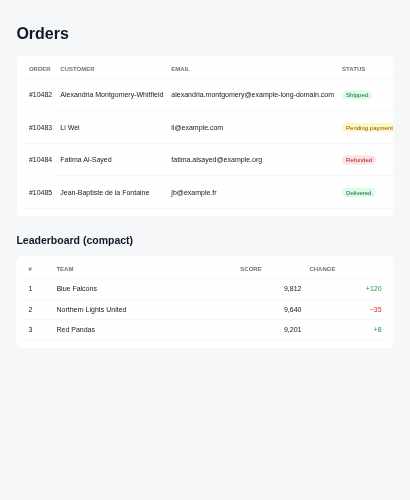 Orders
ORDER CUSTOMER EMAIL STATUS
#10482 Alexandria Montgomery-Whitfield alexandria.montgomery@example-long-domain.com Shipped
#10483 Li Wei li@example.com Pending payment
#10484 Fatima Al-Sayed fatima.alsayed@example.org Refunded
#10485 Jean-Baptiste de la Fontaine jb@example.fr Delivered
Leaderboard (compact)
# TEAM SCORE CHANGE
1 Blue Falcons 9,812 +120
2 Northern Lights United 9,640 −35
3 Red Pandas 9,201 +8